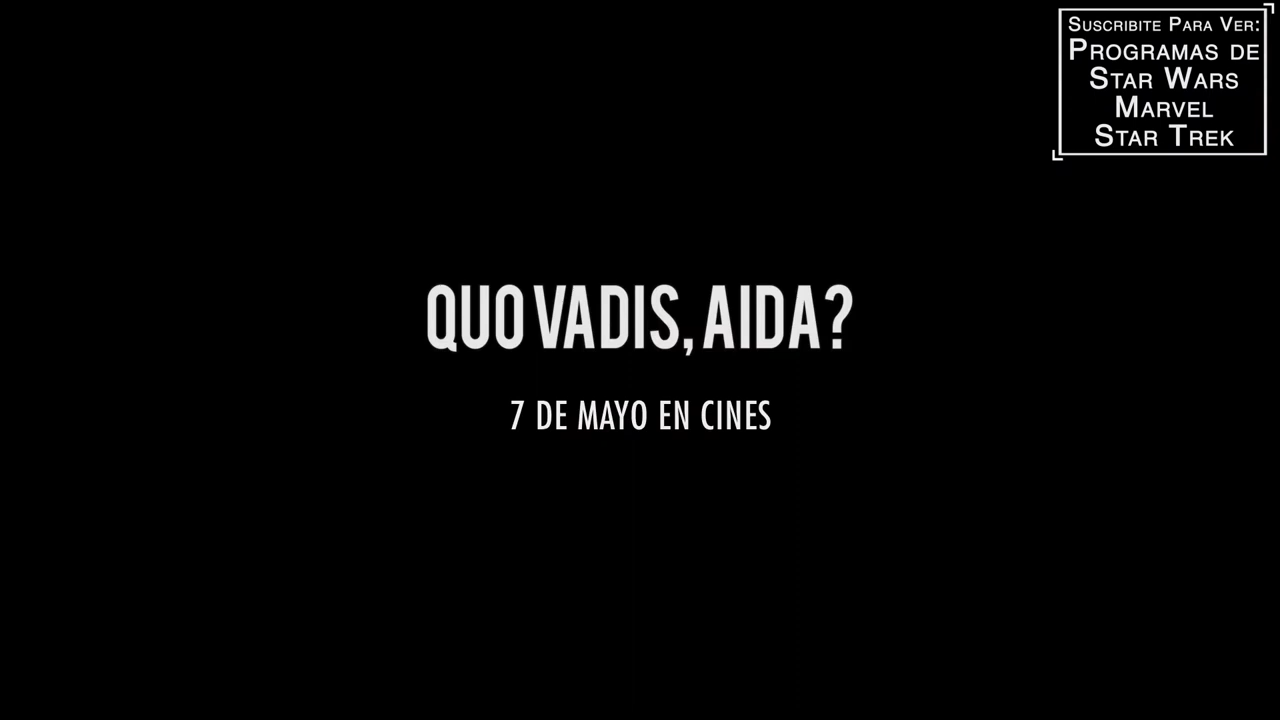 Suscribite Para Ver:
Programas de
Star Wars
Marvel
Star Trek
QUO VADIS, AIDA?
7 DE MAYO EN CINES